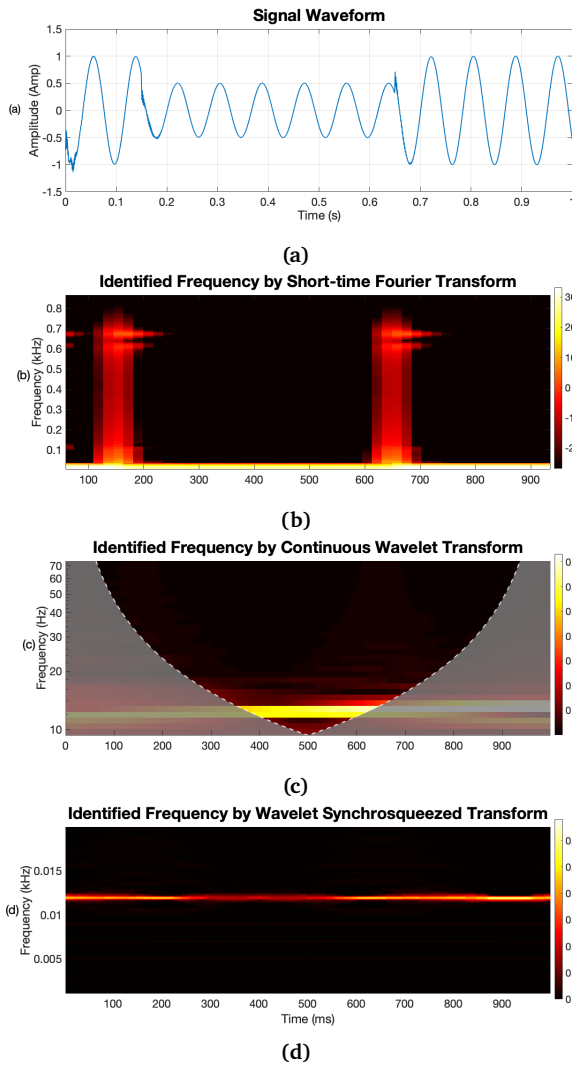 Signal Waveform
1.5
1
0.5
0
-0.5
-1
-1.5
Amplitude (Amp)
(a)
0 0.1 0.2 0.3 0.4 0.5 0.6 0.7 0.8 0.9 1
Time (s)
(a)
Identified Frequency by Short-time Fourier Transform
0.8
0.7
0.6
0.5
0.4
0.3
0.2
0.1
Frequency (kHz)
(b)
30
20
10
0
-10
100 200 300 400 500 600 700 800 900
(b)
Identified Frequency by Continuous Wavelet Transform
70
60
50
40
30
20
10
Frequency (Hz)
(c)
0 100 200 300 400 500 600 700 800 900
(c)
Identified Frequency by Wavelet Synchrosqueezed Transform
0.015
0.01
0.005
Frequency (kHz)
(d)
100 200 300 400 500 600 700 800 900
Time (ms)
(d)